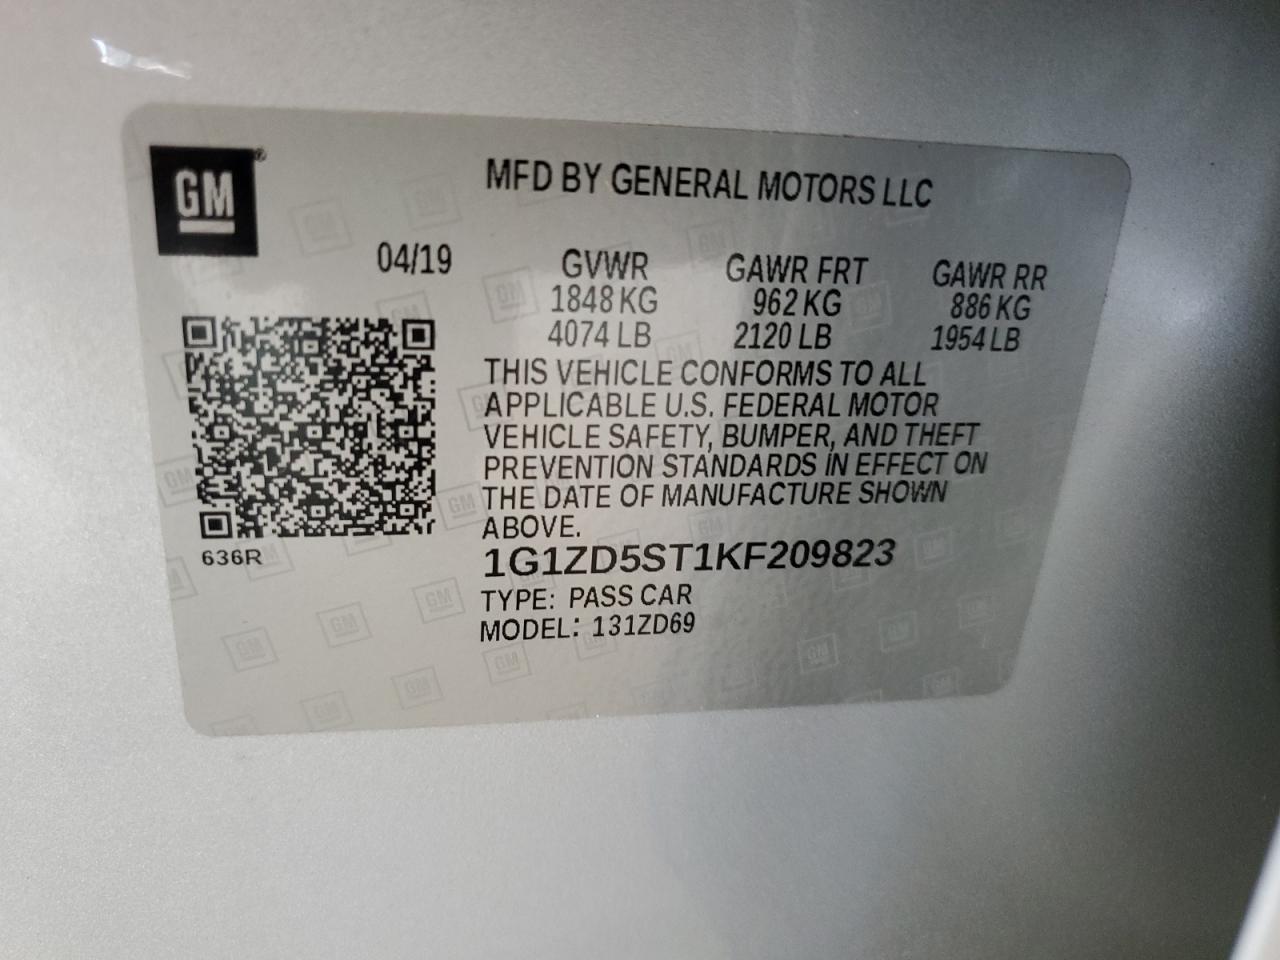 GM
®
MFD BY GENERAL MOTORS LLC
04/19
GVWR GAWR FRT GAWR RR
1848 KG 962 KG 886 KG
4074 LB 2120 LB 1954 LB
THIS VEHICLE CONFORMS TO ALL
APPLICABLE U.S. FEDERAL MOTOR
VEHICLE SAFETY, BUMPER, AND THEFT
PREVENTION STANDARDS IN EFFECT ON
THE DATE OF MANUFACTURE SHOWN
ABOVE.
636R
1G1ZD5ST1KF209823
TYPE: PASS CAR
MODEL: 131ZD69